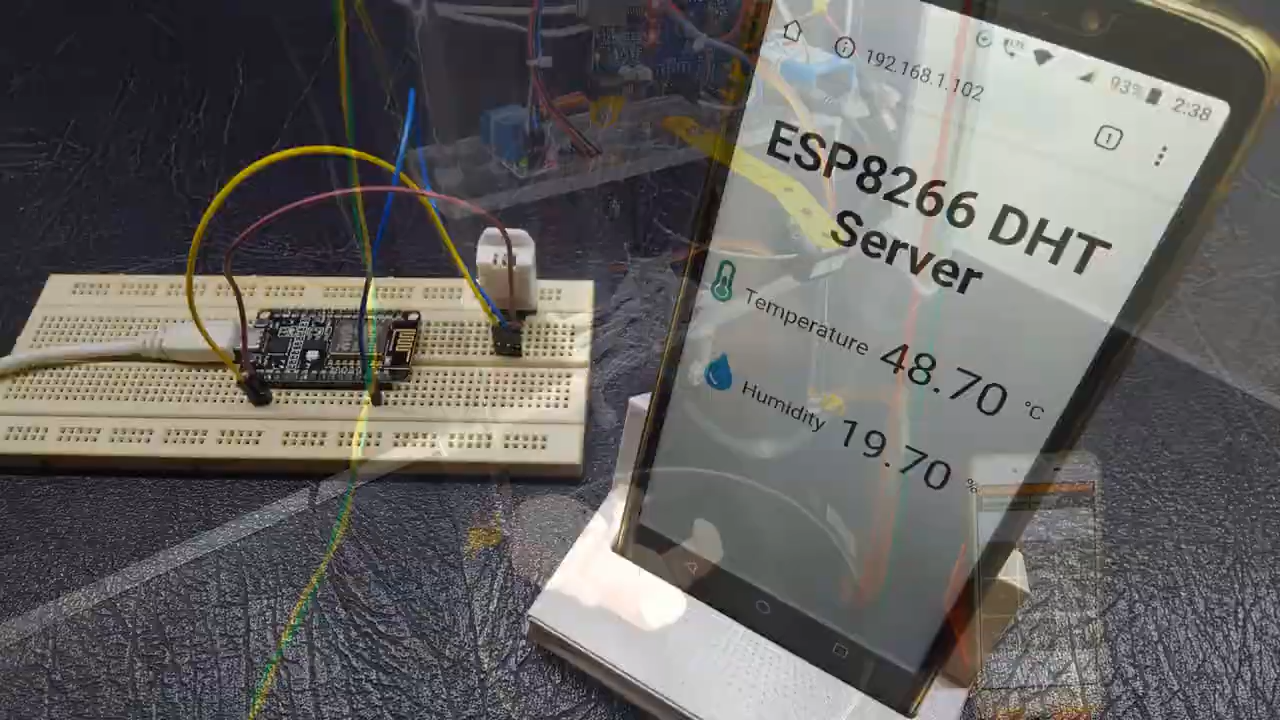 192.168.1.102
93% 2:38
ESP8266 DHT
Server
Temperature 48.70 °C
Humidity 19.70 %